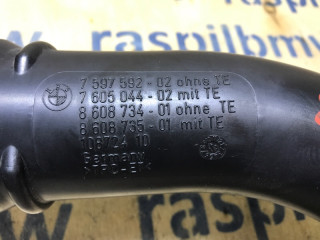 raspilbmw
7 597 592 - 02 ohne TE
7 605 044 - 02 mit TE
8 608 734 - 01 ohne TE
8 608 735 - 01 mit TE
Germany
raspilbm